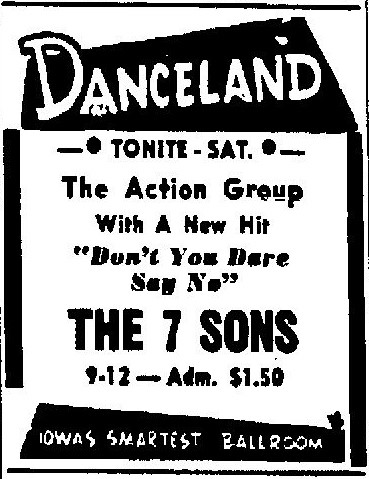 DANCELAND
TONITE - SAT.
The Action Group
With A New Hit
"Don't You Dare
Say No"
THE 7 SONS
9-12 — Adm. $1.50
IOWAS SMARTEST BALLROOM